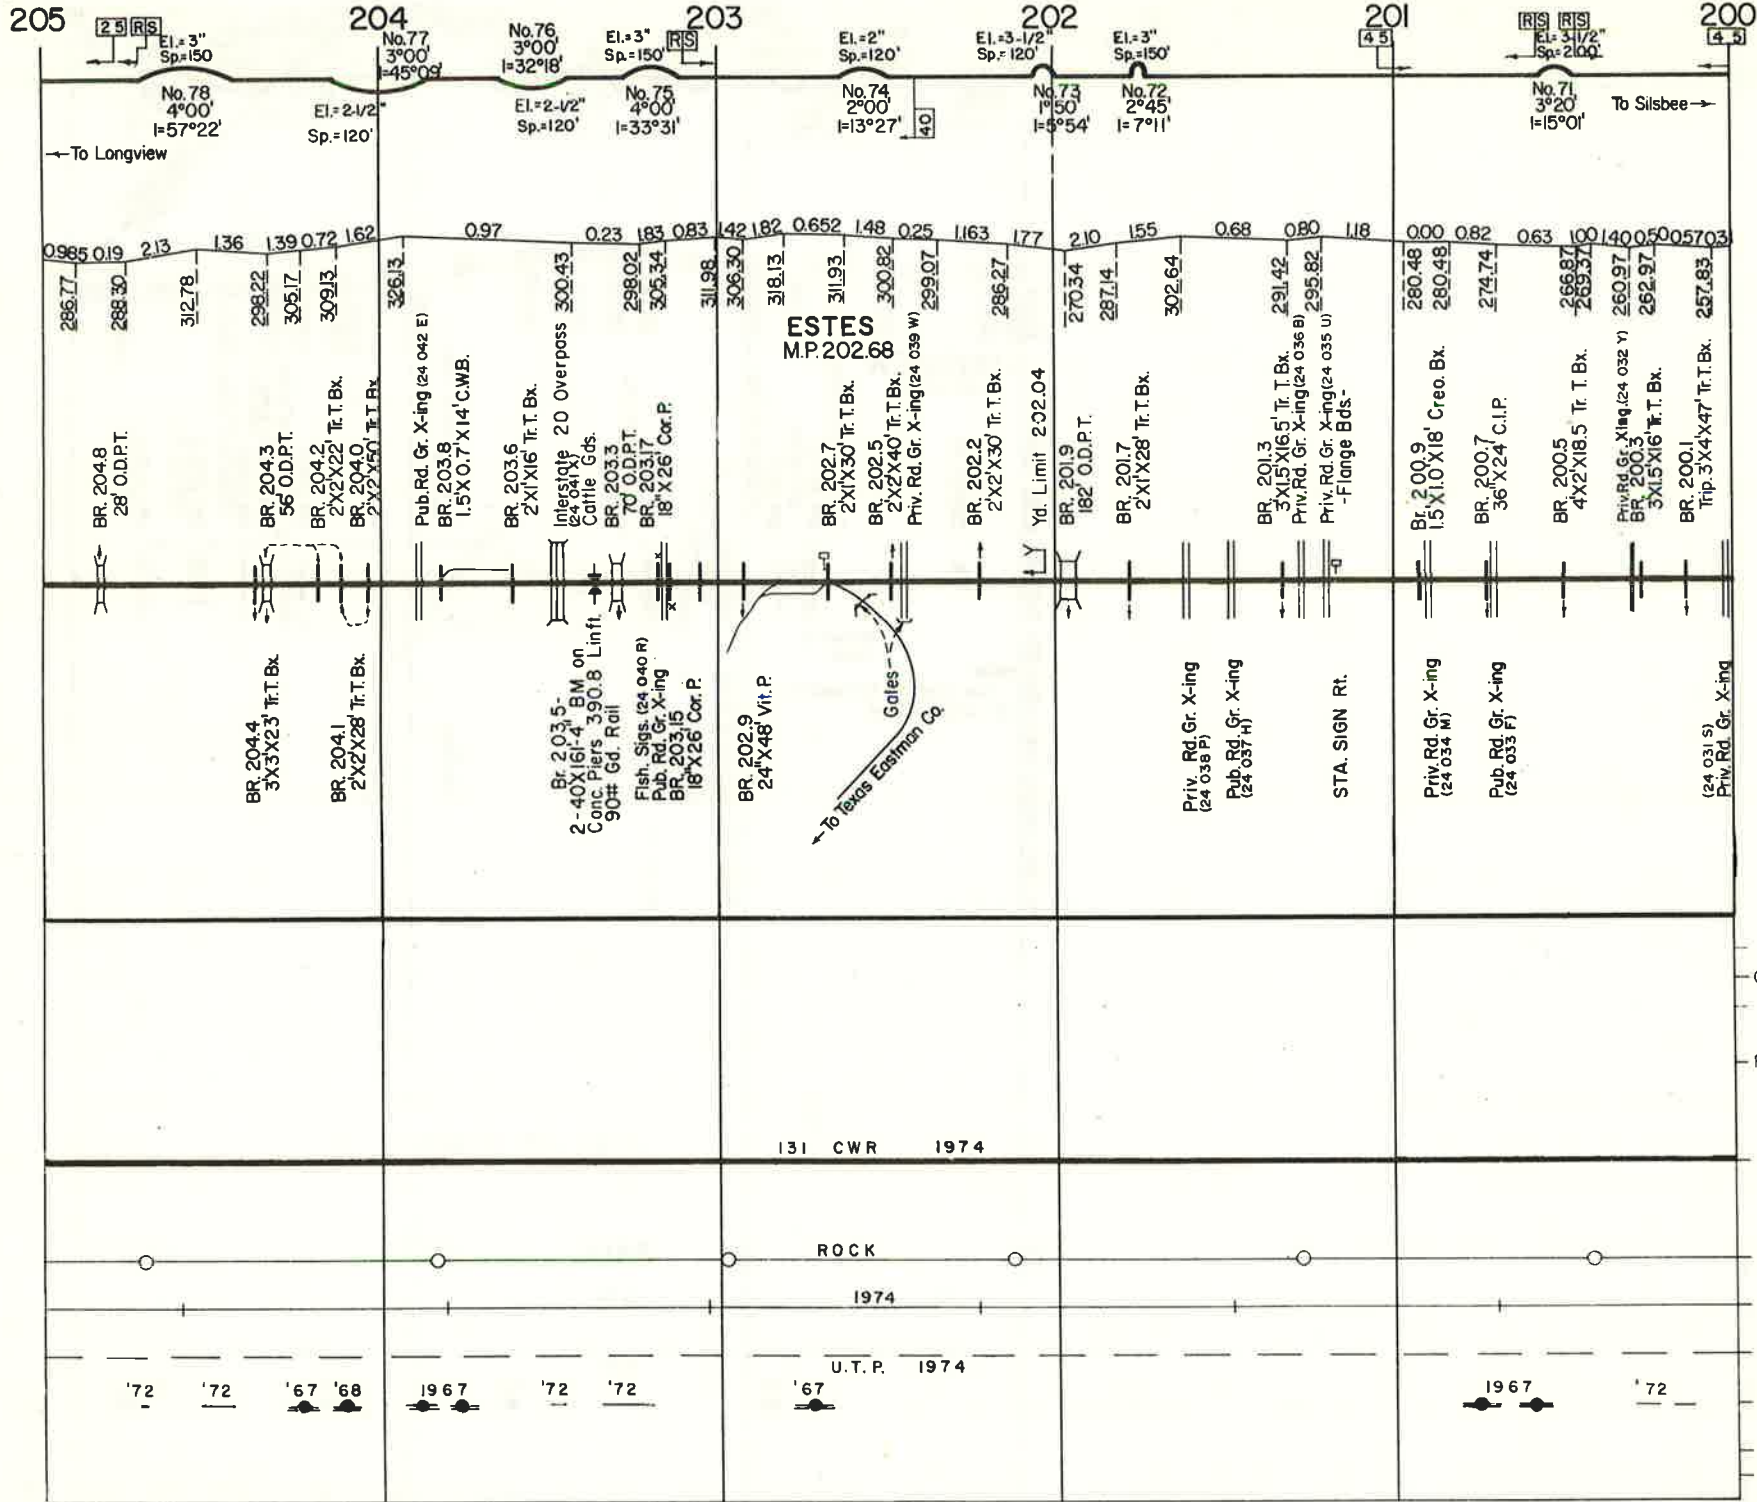 205
204
203
202
201
200
25 RS
El.=3"
Sp.=150
No.78
4°00'
I=57°22'
No.77
3°00'
I=45°09'
El.=2-1/2"
Sp.=120'
No.76
3°00'
I=32°18'
El.=2-1/2"
Sp.=120'
El.=3"
Sp.=150'
RS
No.75
4°00'
I=33°31'
El.=2"
Sp.=120'
No.74
2°00'
I=13°27'
40
El.=3-1/2"
Sp.=120'
No.73
1°50'
I=5°54'
El.=3"
Sp.=150'
No.72
2°45'
I=7°11'
45
RS RS
El.=3-1/2"
Sp.=200'
No.71
3°20'
I=15°01'
45
To Silsbee→
←To Longview
0.985 0.19 2.13 1.36 1.39 0.72 1.62 0.97 0.23 1.83 0.83 1.42 1.82 0.652 1.48 0.25 1.163 1.77 2.10 1.55 0.68 0.80 1.18 0.00 0.82 0.63 1.00 1.40 0.50 0.57 0.31
286.77
288.30
312.78
298.22
305.17
309.13
326.13
300.43
298.02
305.34
311.98
306.30
318.13
311.93
300.82
299.07
286.27
270.34
287.14
302.64
291.42
295.82
280.48
280.48
274.74
266.87
269.37
260.97
262.97
257.83
ESTES
M.P. 202.68
BR. 204.8
28' O.D.P.T.
BR. 204.3
56' O.D.P.T.
BR. 204.2
2'X2'X22' Tr.T. Bx.
BR. 204.0
2'X2'X50' Tr.T. Bx.
Pub. Rd. Gr. X-ing (24 042 E)
BR. 203.8
1.5'X0.7'X14' C.W.B.
BR. 203.6
2'X1'X16' Tr.T. Bx.
Interstate 20 Overpass
(24 041 X)
Cattle Gds.
BR. 203.3
70' O.D.P.T.
BR. 203.17
18"X26' Cor. P.
BR. 202.7
2'X1'X30' Tr.T. Bx.
BR. 202.5
2'X2'X40' Tr.T. Bx.
Priv. Rd. Gr. X-ing (24 039 W)
BR. 202.2
2'X2'X30' Tr.T. Bx.
Yd. Limit 202.04
BR. 201.9
182' O.D.P.T.
BR. 201.7
2'X1'X28' Tr.T. Bx.
BR. 201.3
3'X1.5'X16.5' Tr.T. Bx.
Priv. Rd. Gr. X-ing (24 036 B)
Priv. Rd. Gr. X-ing (24 035 U)
-Flange Bds.-
Br. 200.9
1.5'X1.0'X18' Creo. Bx.
BR. 200.7
36"X24' C.I.P.
BR. 200.5
4'X2'X18.5' Tr.T. Bx.
Priv. Rd. Gr. Xing. (24 032 Y)
BR. 200.3
3'X1.5'X16' Tr.T. Bx.
BR. 200.1
Trip. 3'X4'X47' Tr.T. Bx.
Y
BR. 204.4
3'X3'X23' Tr.T. Bx.
BR. 204.1
2'X2'X28' Tr.T. Bx.
Br. 203.5-
2-40'X16'-4" BM on
Conc. Piers 390.8 Lin ft.
90# Gd. Rail
Flsh. Sigs. (24 040 R)
Pub. Rd. Gr. X-ing
BR. 203.15
18"X26' Cor. P.
BR. 202.9
24"X48' Vit. P.
Gates
←To Texas Eastman Co.
Priv. Rd. Gr. X-ing
(24 038 P)
Pub. Rd. Gr. X-ing
(24 037 H)
STA. SIGN Rt.
Priv. Rd. Gr. X-ing
(24 034 M)
Pub. Rd. Gr. X-ing
(24 033 F)
(24 031 S)
Priv. Rd. Gr. X-ing
131 CWR 1974
ROCK
1974
U.T.P. 1974
'72 '72 '67 '68 1967 '72 '72 '67 1967 '72